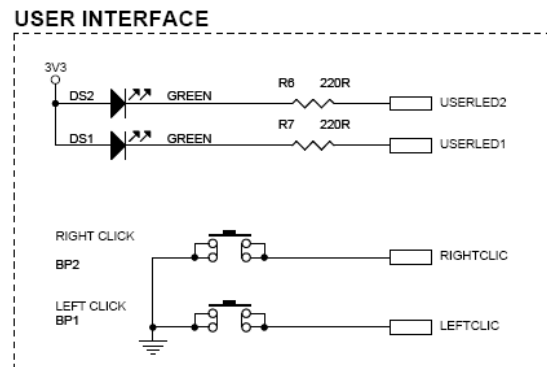 USER INTERFACE
3V3
DS2 GREEN R6 220R USERLED2
DS1 GREEN R7 220R USERLED1
RIGHT CLICK
BP2
RIGHTCLIC
LEFT CLICK
BP1
LEFTCLIC